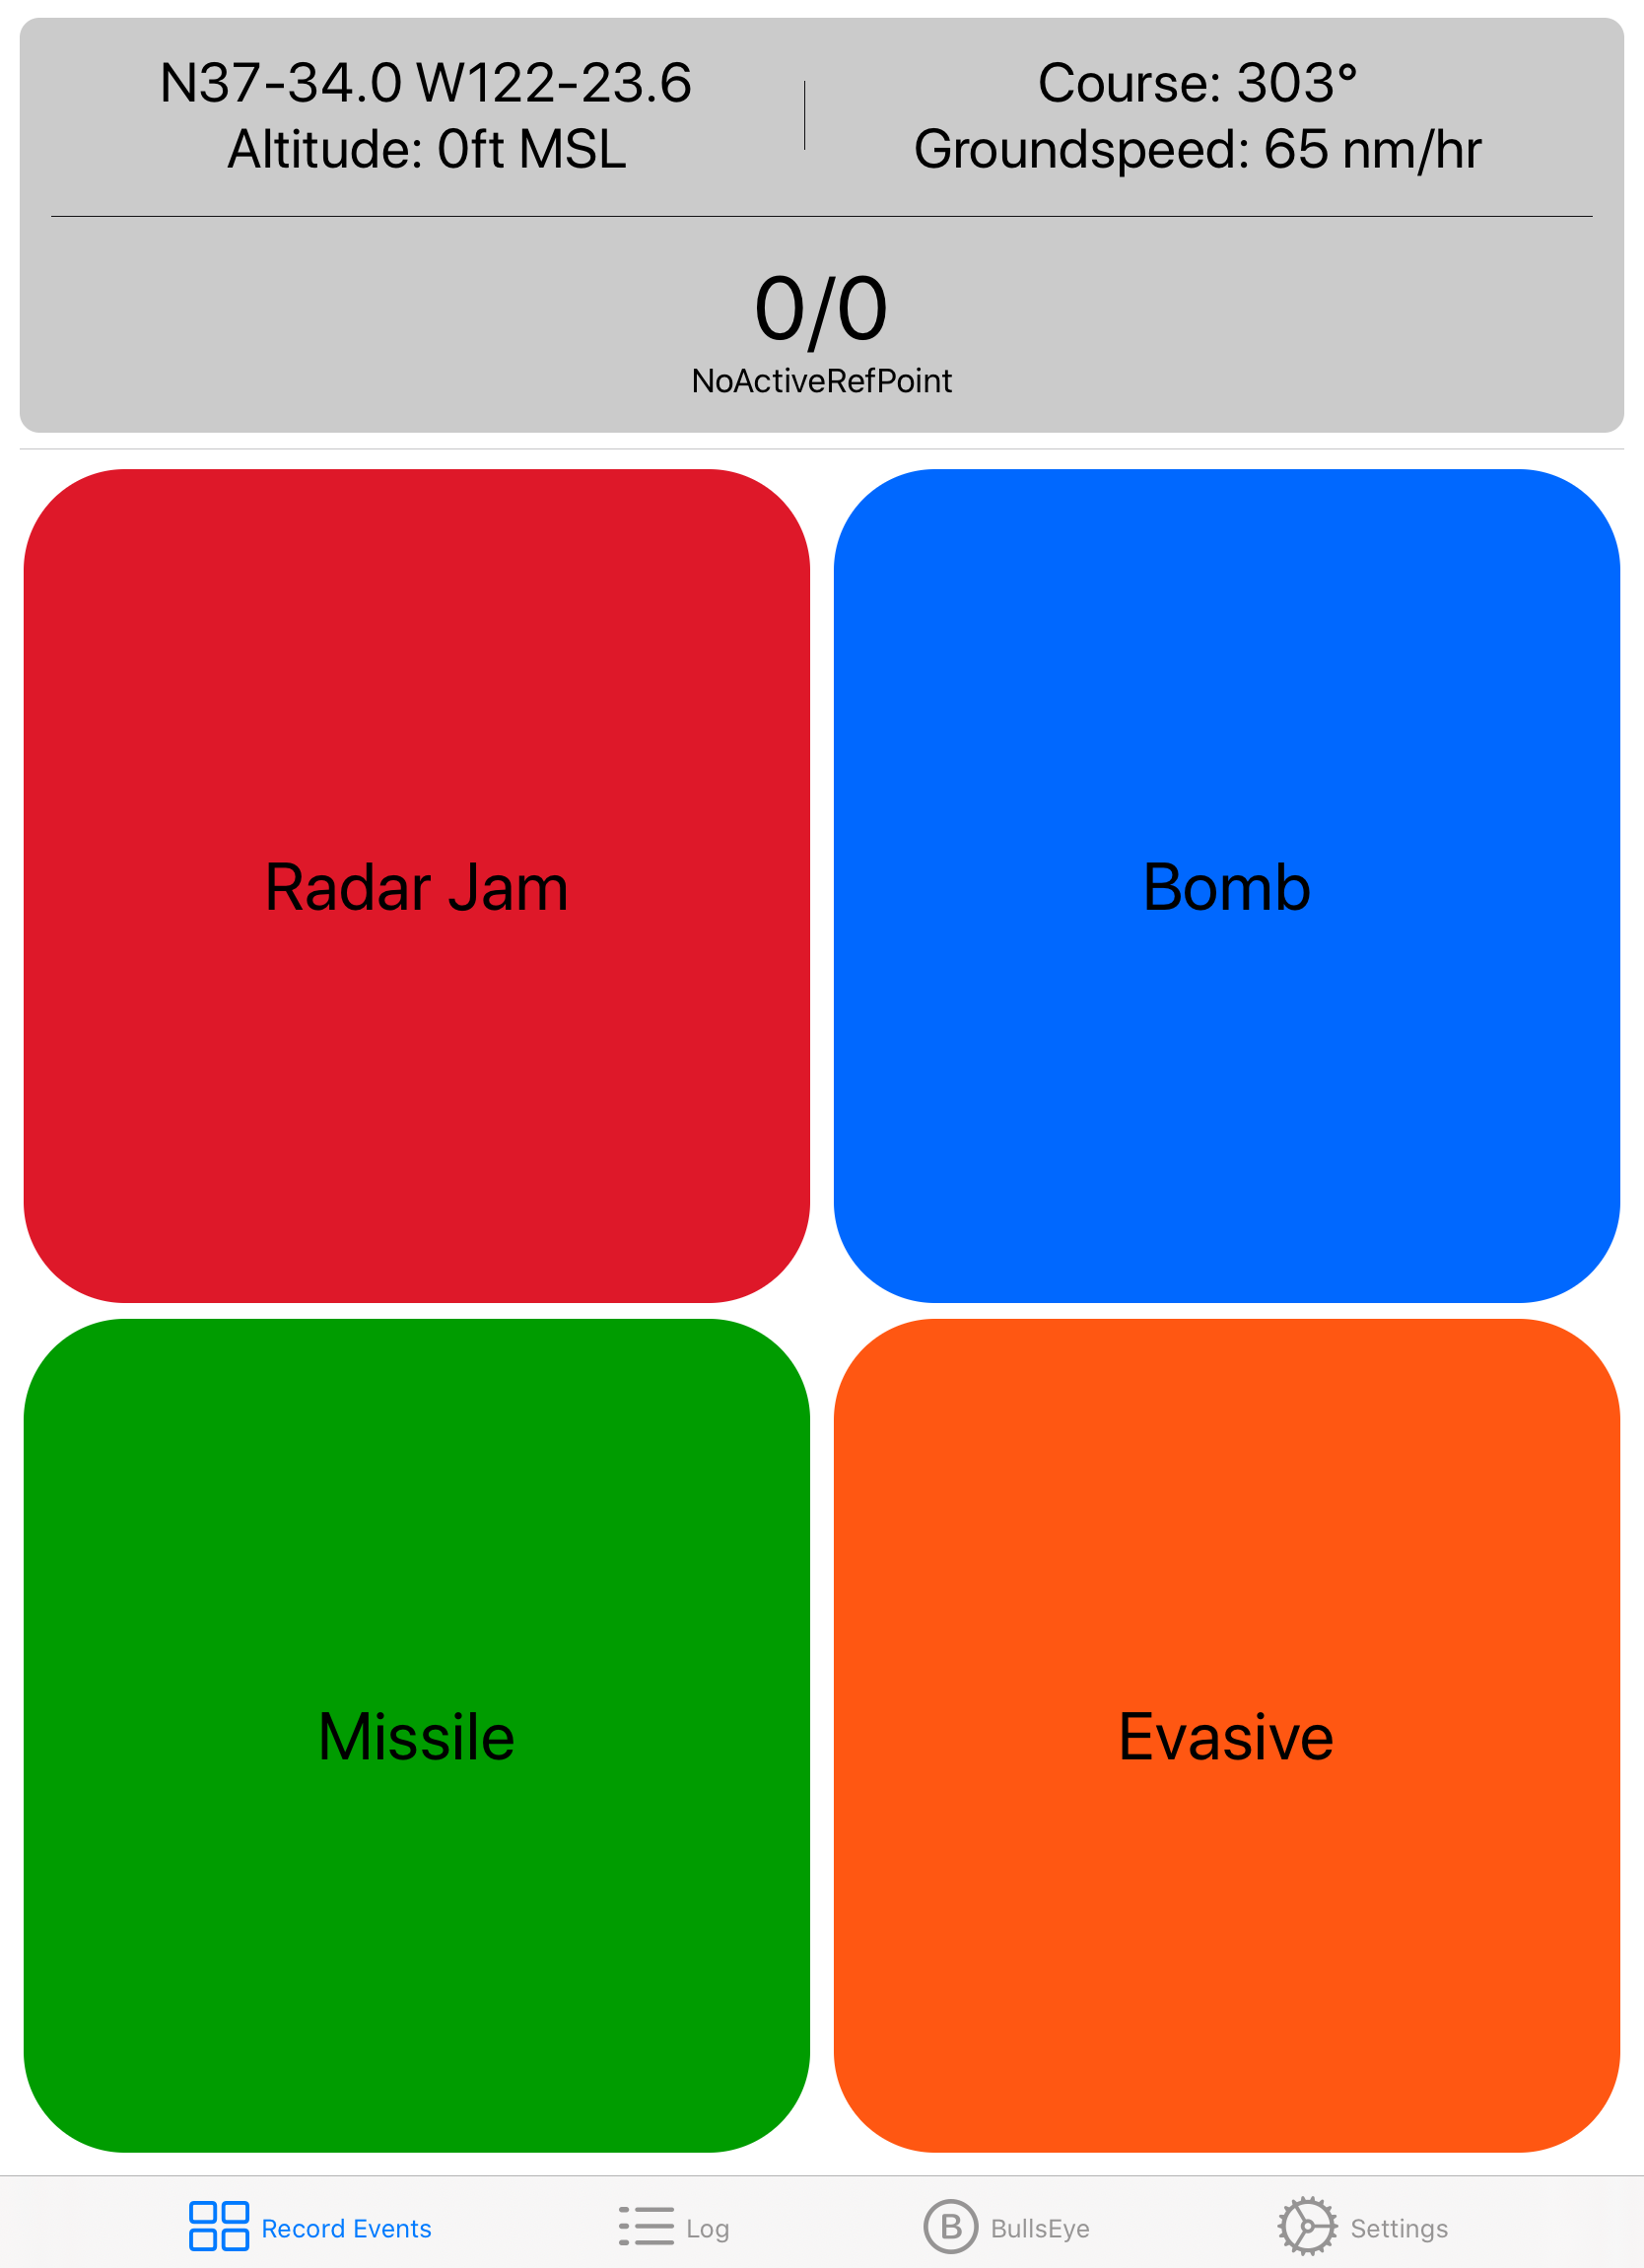 N37-34.0 W122-23.6
Altitude: 0ft MSL
Course: 303°
Groundspeed: 65 nm/hr
0/0
NoActiveRefPoint
Radar Jam
Bomb
Missile
Evasive
Record Events
Log
B BullsEye
Settings